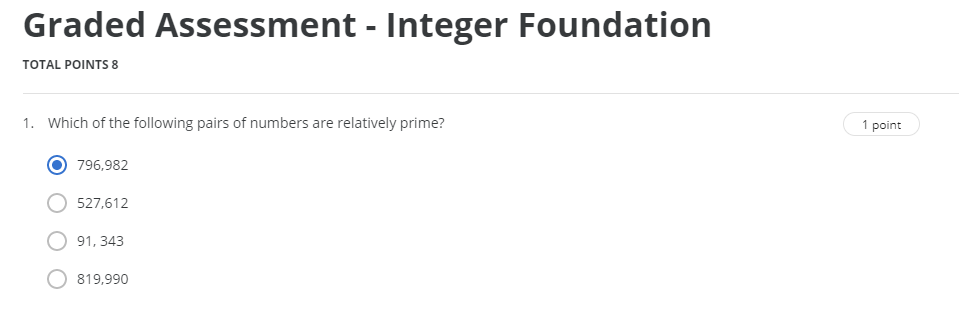 Graded Assessment - Integer Foundation
TOTAL POINTS 8
1. Which of the following pairs of numbers are relatively prime?
1 point
796,982
527,612
91, 343
819,990